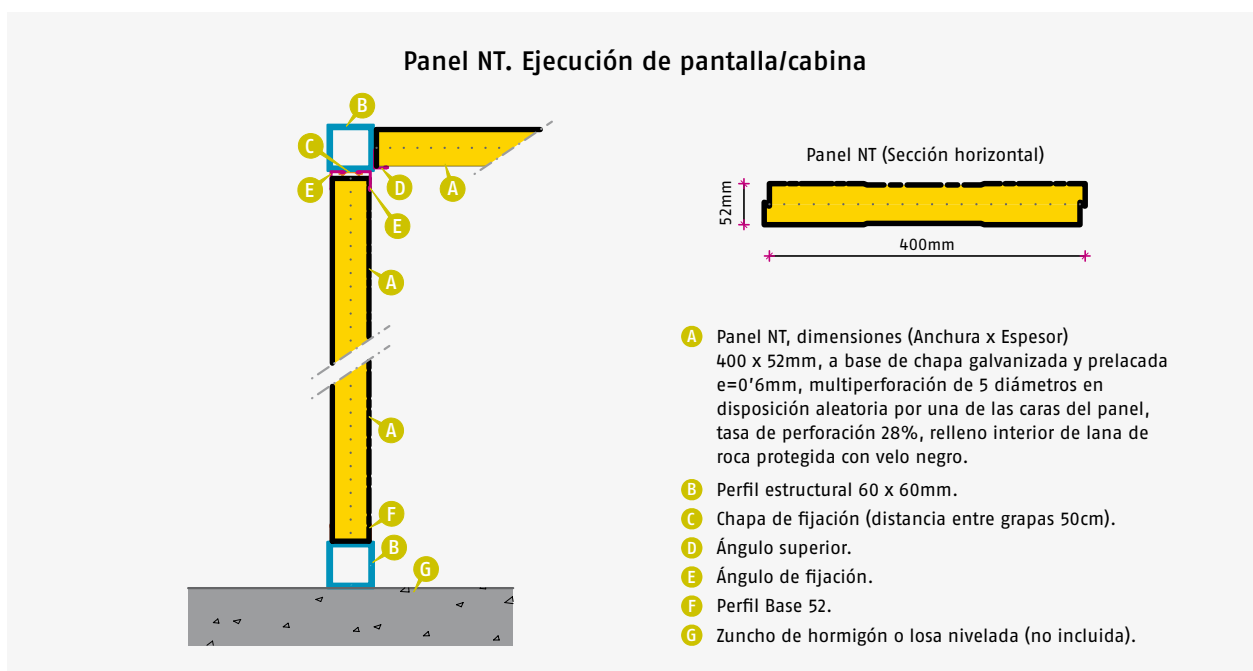 Panel NT. Ejecución de pantalla/cabina
B
C
E
D
A
E
A
A
F
B
G
Panel NT (Sección horizontal)
52mm
400mm
A Panel NT, dimensiones (Anchura x Espesor)
400 x 52mm, a base de chapa galvanizada y prelacada
e=0'6mm, multiperforación de 5 diámetros en
disposición aleatoria por una de las caras del panel,
tasa de perforación 28%, relleno interior de lana de
roca protegida con velo negro.
B Perfil estructural 60 x 60mm.
C Chapa de fijación (distancia entre grapas 50cm).
D Ángulo superior.
E Ángulo de fijación.
F Perfil Base 52.
G Zuncho de hormigón o losa nivelada (no incluida).